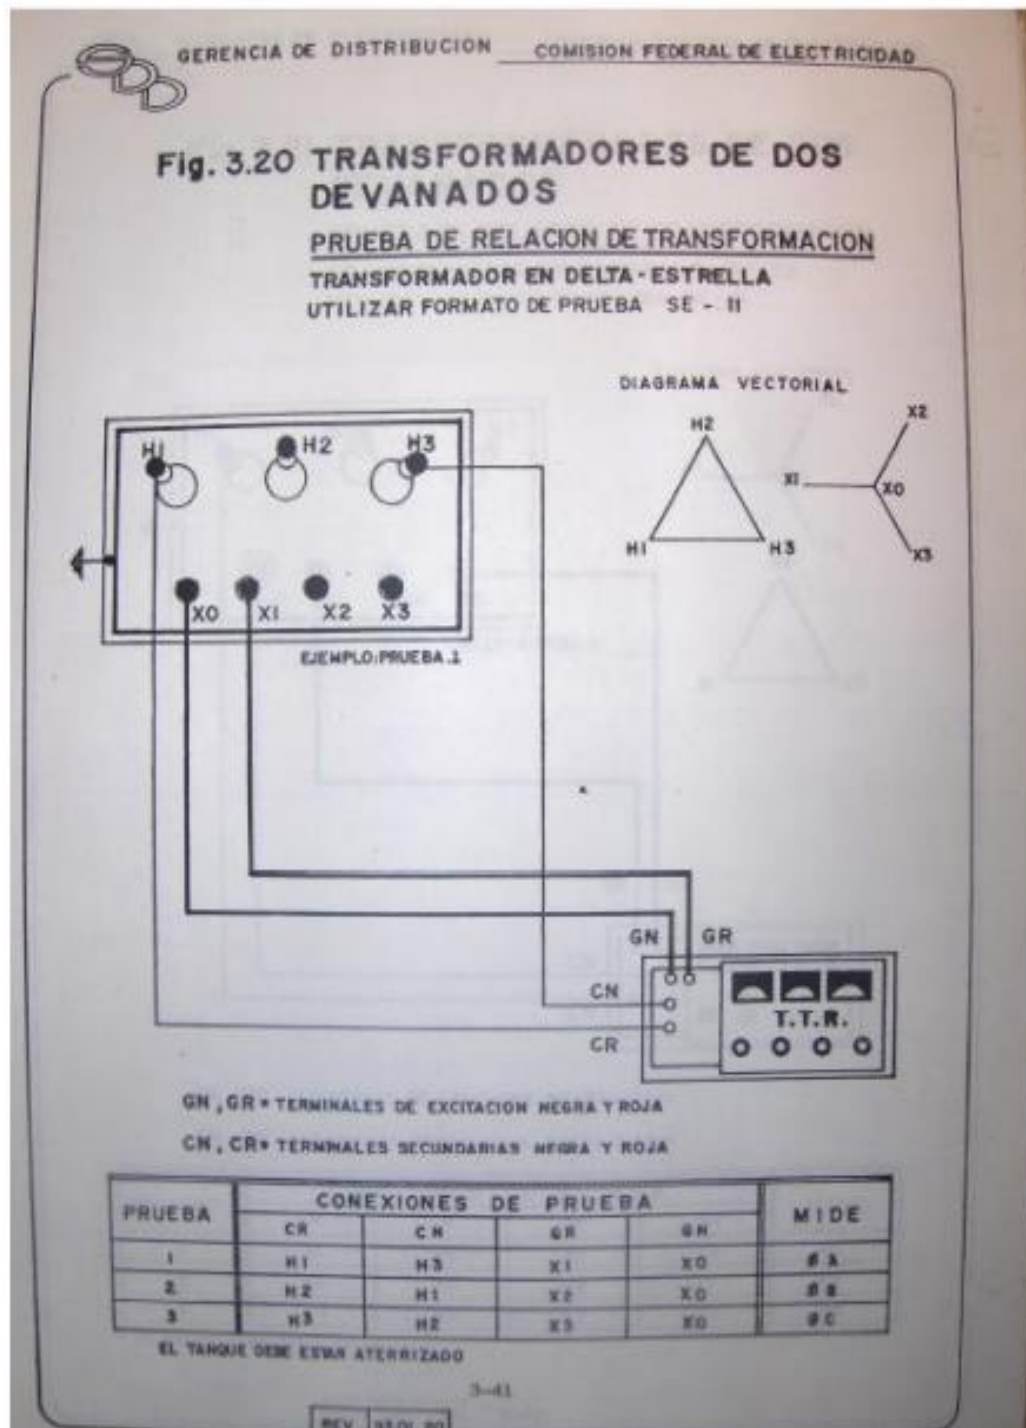 GERENCIA DE DISTRIBUCION COMISION FEDERAL DE ELECTRICIDAD
Fig. 3.20 TRANSFORMADORES DE DOS
DEVANADOS
PRUEBA DE RELACION DE TRANSFORMACION
TRANSFORMADOR EN DELTA-ESTRELLA
UTILIZAR FORMATO DE PRUEBA SE - 11
DIAGRAMA VECTORIAL
H1 H2 H3
X0 X1 X2 X3
EJEMPLO:PRUEBA.1
H2
H1 H3
X2
X1 X0
X3
GN GR
CN
CR
T.T.R.
GN, GR= TERMINALES DE EXCITACION NEGRA Y ROJA
CN, CR= TERMINALES SECUNDARIAS NEGRA Y ROJA
PRUEBA CONEXIONES DE PRUEBA MIDE
CR CN GR GN
1 H1 H3 X1 X0 Ø A
2 H2 H1 X2 X0 Ø B
3 H3 H2 X3 X0 Ø C
EL TANQUE DEBE ESTAR ATERRIZADO
3-41
REV